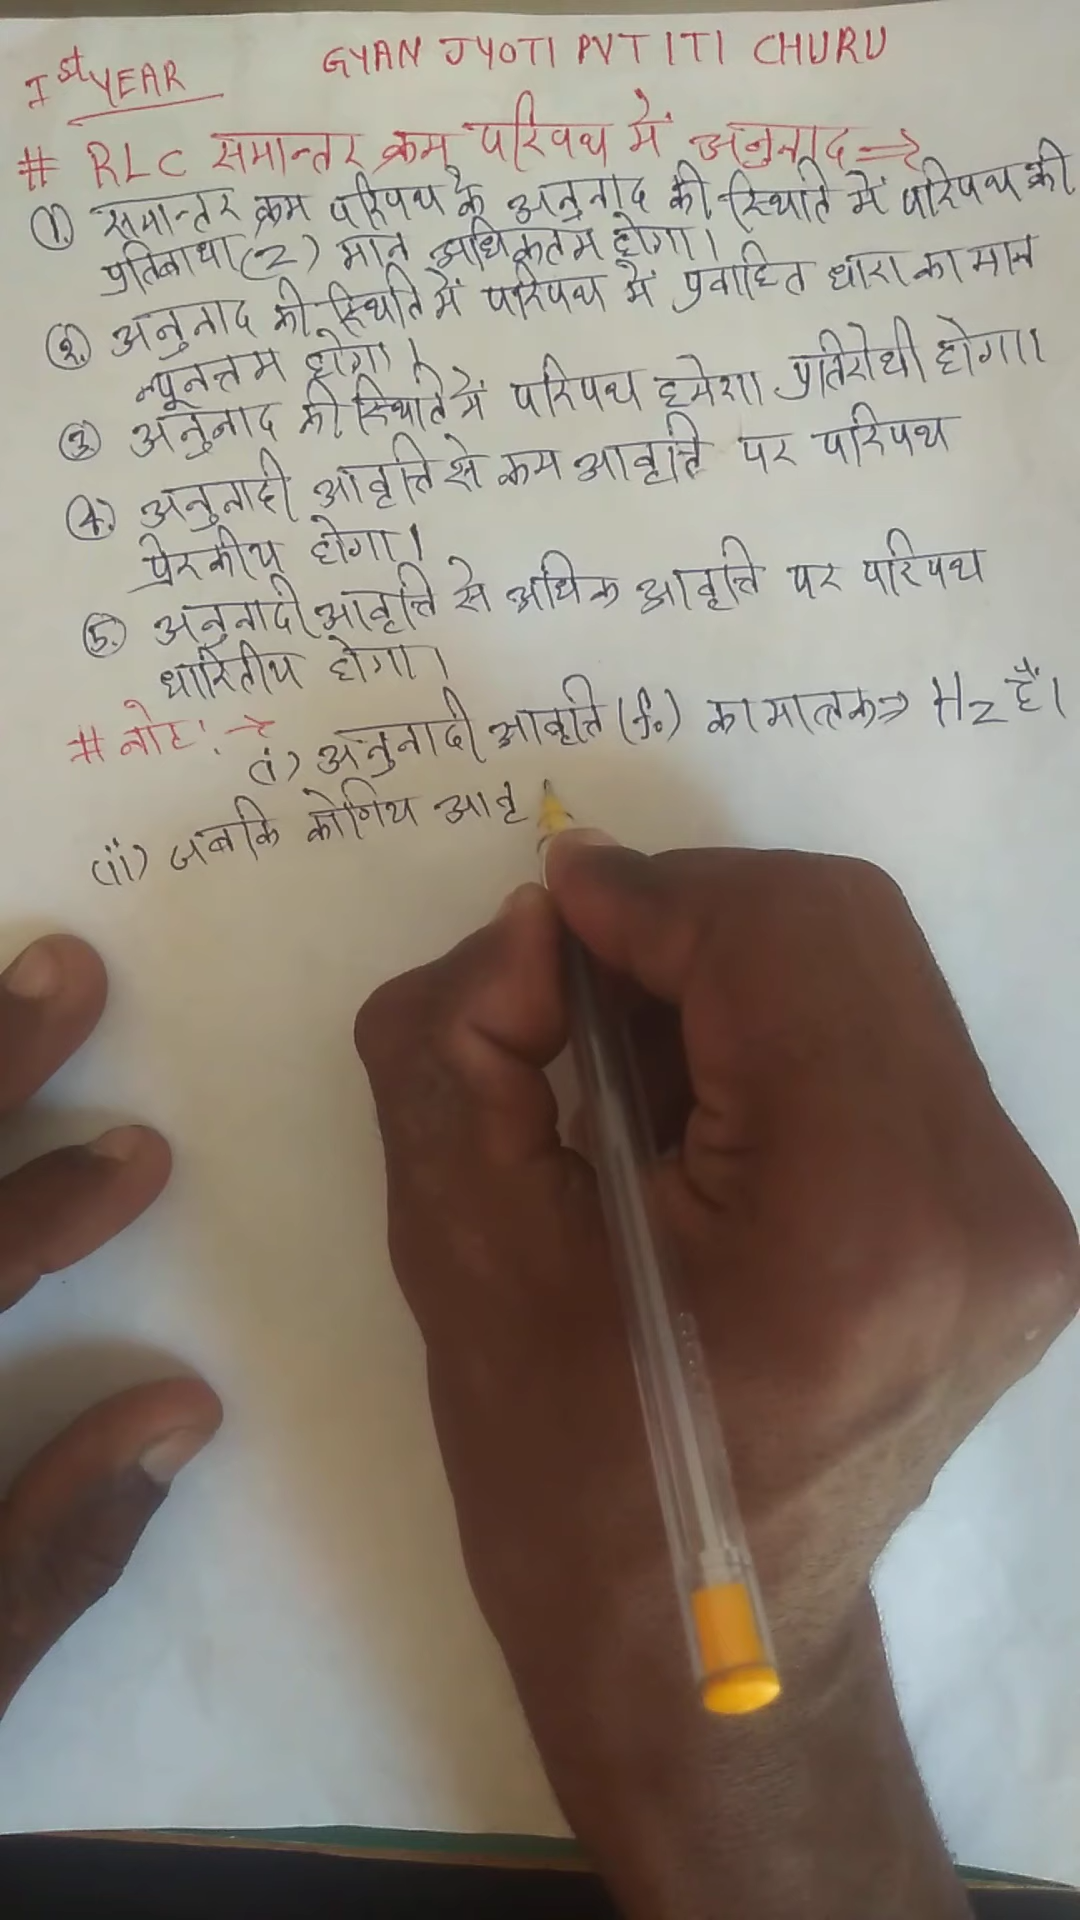 Ist YEAR GYAN JYOTI PVT ITI CHURU
# RLC समान्तर क्रम परिपथ में अनुनाद ⇒
①. समान्तर क्रम परिपथ के अनुनाद की स्थिति में परिपथ की
प्रतिबाधा (Z) मान अधिकतम होगा।
②. अनुनाद की स्थिति में परिपथ में प्रवाहित धारा का मान
न्यूनतम होगा।
③. अनुनाद की स्थिति में परिपथ हमेशा प्रतिरोधी होगा।
④. अनुनादी आवृत्ति से कम आवृत्ति पर परिपथ
प्रेरकीय होगा।
⑤. अनुनादी आवृत्ति से अधिक आवृत्ति पर परिपथ
धारितीय होगा।
# नोट: →
(i) अनुनादी आवृत्ति (f₀) का मात्रक ⇒ Hz है।
(ii) जबकि कोणिय आवृ